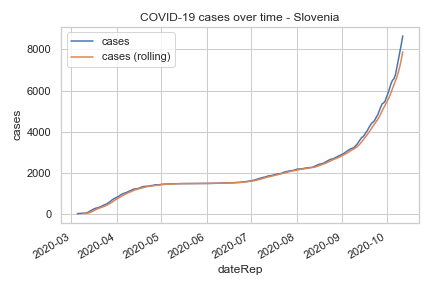 COVID-19 cases over time - Slovenia
cases
cases (rolling)
8000
6000
4000
2000
0
cases
2020-03
2020-04
2020-05
2020-06
2020-07
2020-08
2020-09
2020-10
dateRep